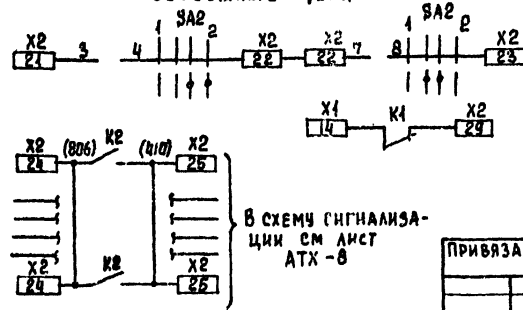 SA2
SA2
X2 1 2 X2 X2 1 2 X2
21 3 4 22 22 7 8 23
X1 K1 X2
4 29
X2 (806) K2 (410) X2
24 25
В СХЕМУ СИГНАЛИЗА-
ЦИИ СМ ЛИСТ
АТХ-8
ПРИВЯЗА
X2 K2 X2
24 25